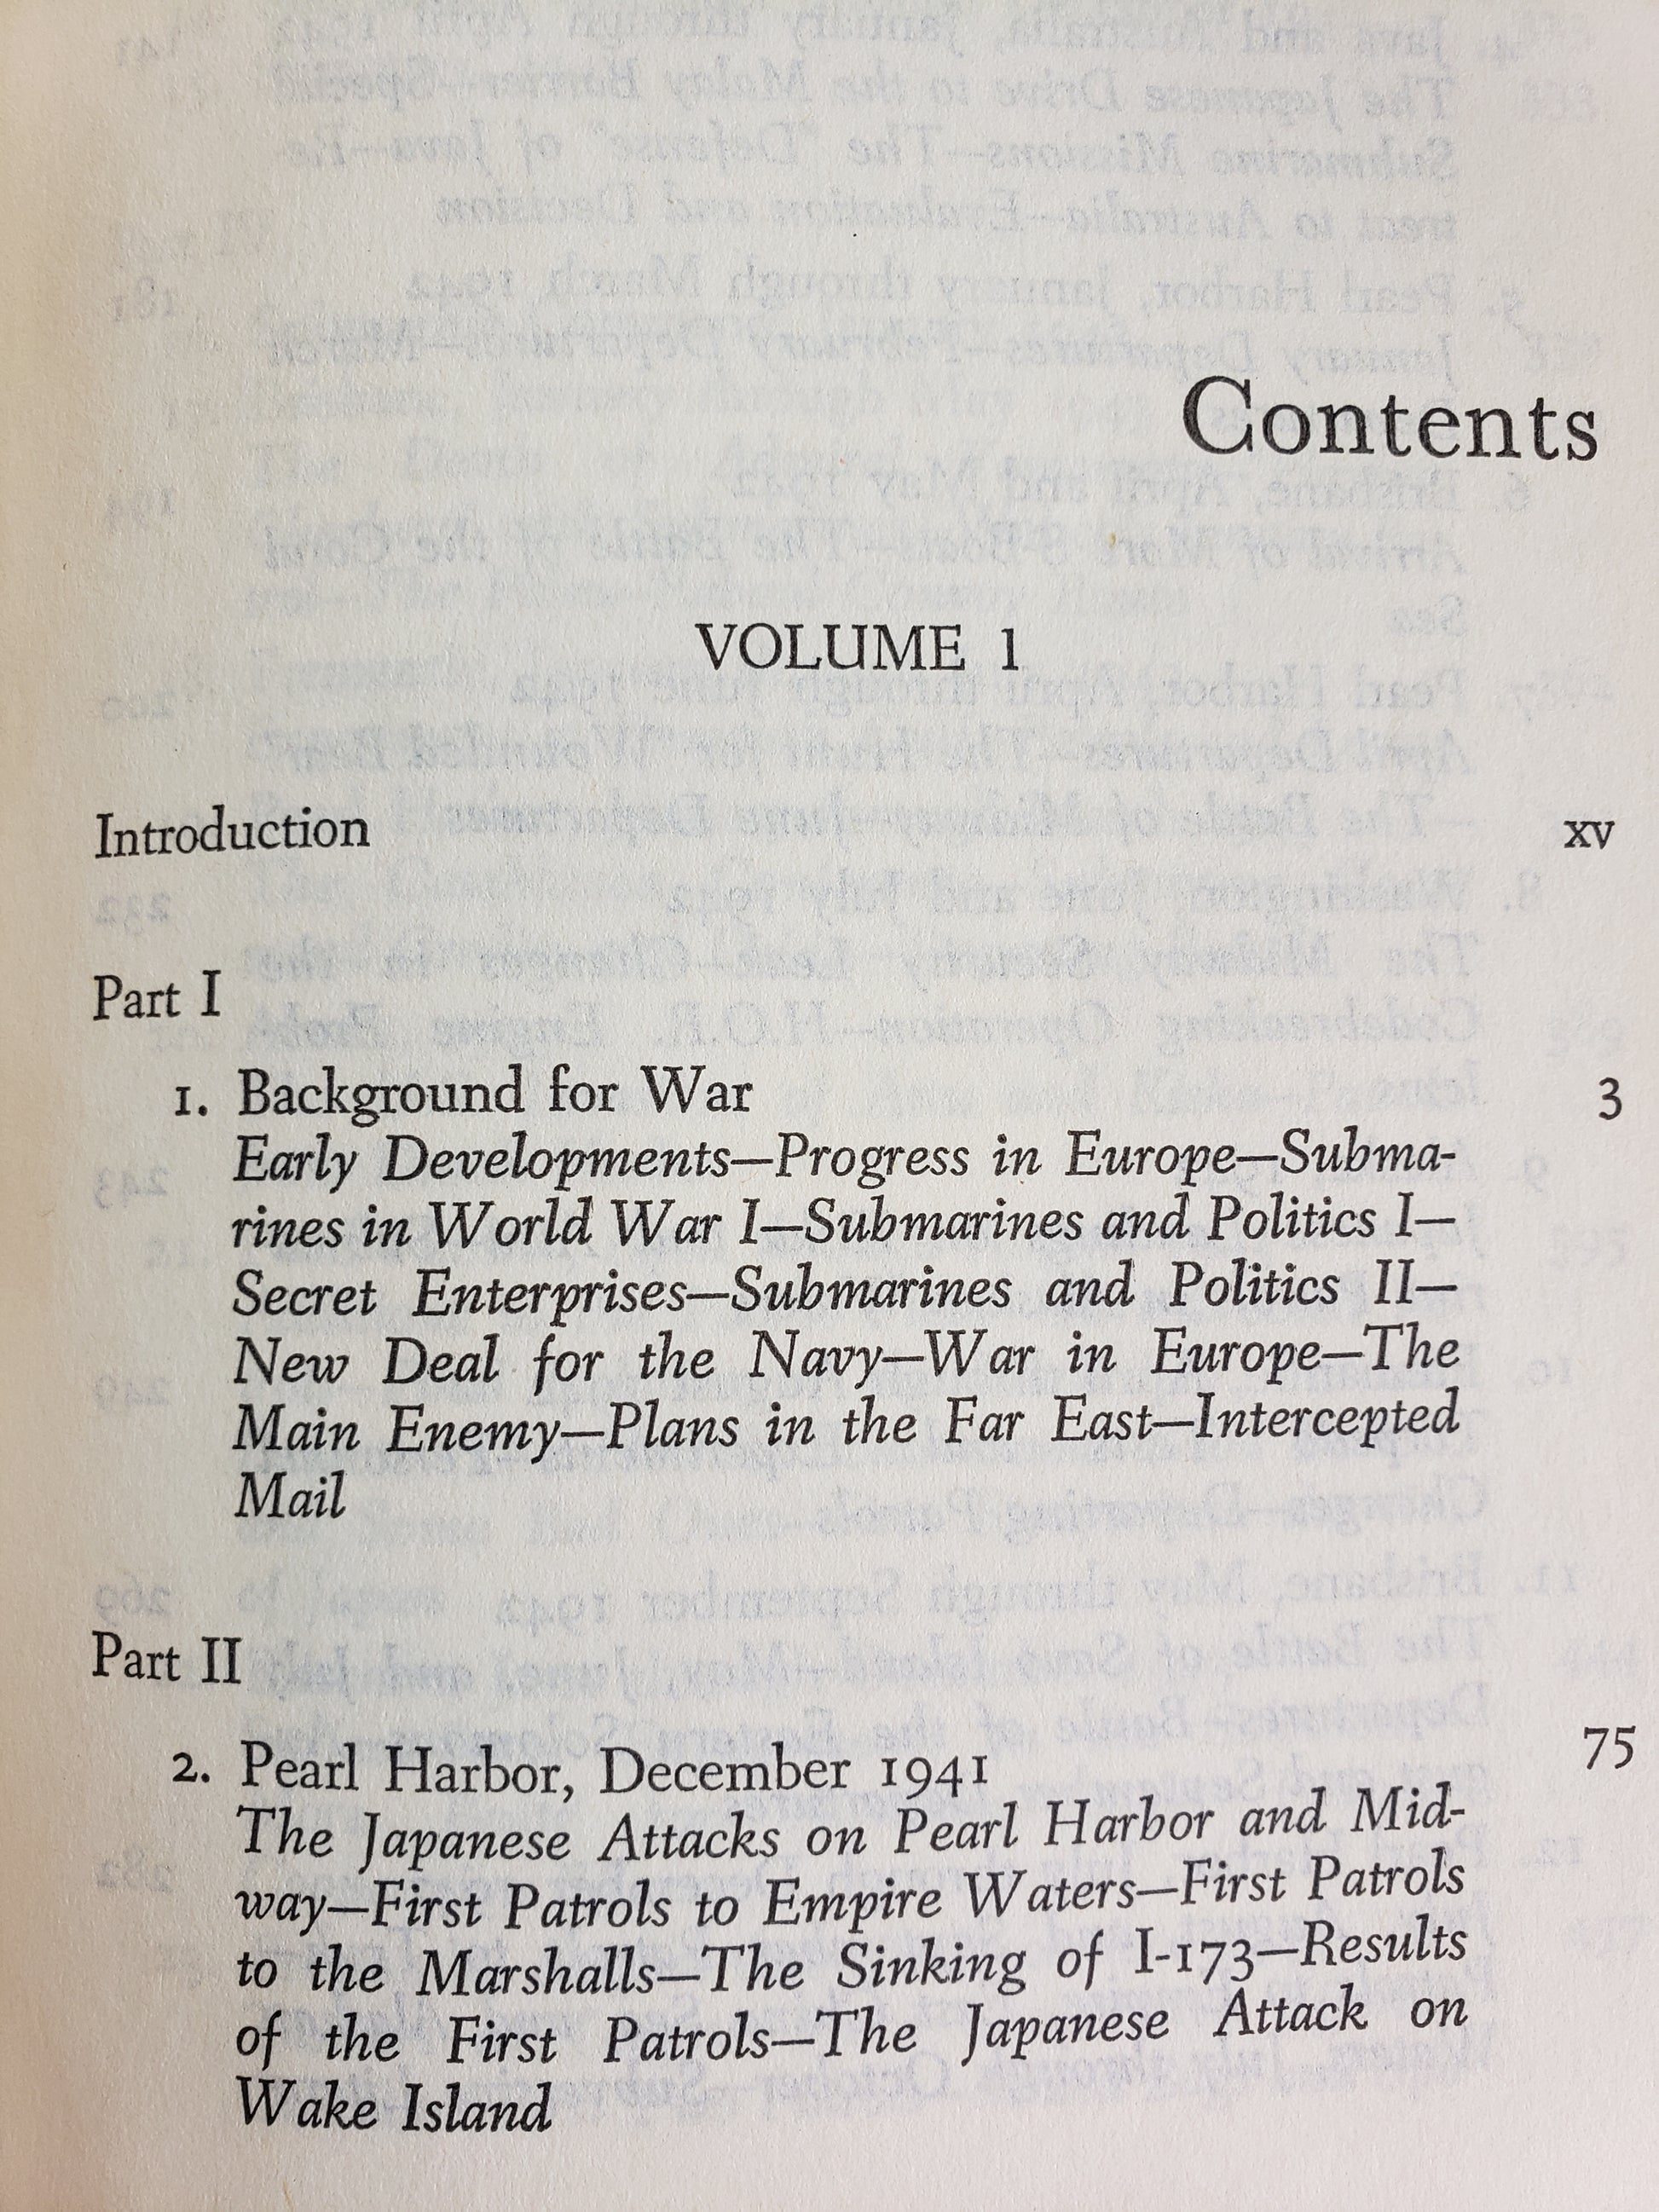 Contents
VOLUME 1
Introduction xv
Part I
1. Background for War 3
Early Developments—Progress in Europe—Subma-
rines in World War I—Submarines and Politics I—
Secret Enterprises—Submarines and Politics II—
New Deal for the Navy—War in Europe—The
Main Enemy—Plans in the Far East—Intercepted
Mail
Part II
2. Pearl Harbor, December 1941 75
The Japanese Attacks on Pearl Harbor and Mid-
way—First Patrols to Empire Waters—First Patrols
to the Marshalls—The Sinking of I-173—Results
of the First Patrols—The Japanese Attack on
Wake Island